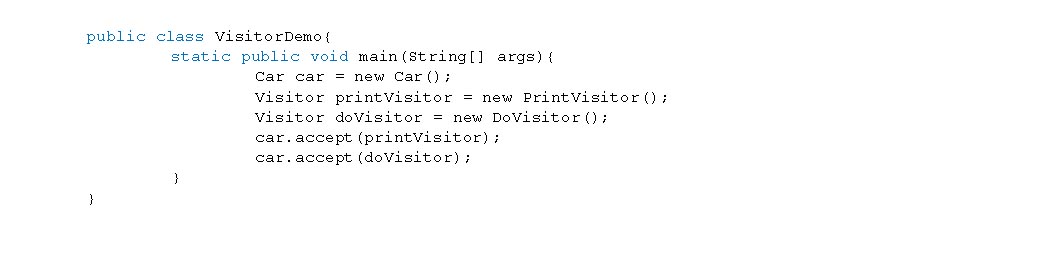 public class VisitorDemo{
static public void main(String[] args){
Car car = new Car();
Visitor printVisitor = new PrintVisitor();
Visitor doVisitor = new DoVisitor();
car.accept(printVisitor);
car.accept(doVisitor);
}
}